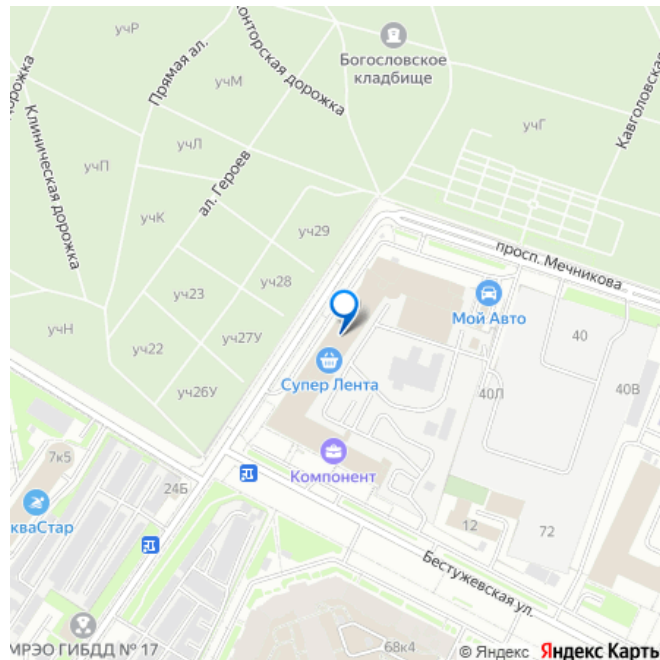 учР
Конторская дорожка
Богословское
кладбище
Прямая ал.
учМ
дорожка
Клиническая дорожка
Кавголовская
учГ
учЛ
учП
ал. Героев
учК
уч29
просп. Мечникова
уч28
уч23
Мой Авто
40
учН
уч27У
уч22
Супер Лента
уч26У
40Л
40В
7к5
Компонент
24Б
кваСтар
12
72
Бестужевская ул.
МРЭО ГИБДД № 17
68к4
© Яндекс Яндекс Карты